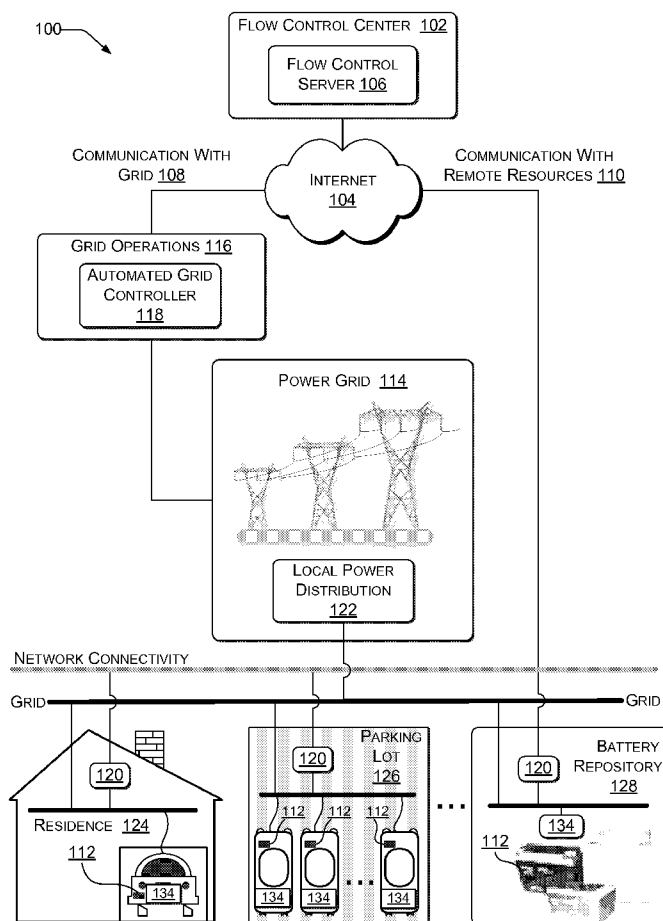 100
FLOW CONTROL CENTER 102
FLOW CONTROL
SERVER 106
COMMUNICATION WITH
GRID 108
INTERNET
104
COMMUNICATION WITH
REMOTE RESOURCES 110
GRID OPERATIONS 116
AUTOMATED GRID
CONTROLLER
118
POWER GRID 114
LOCAL POWER
DISTRIBUTION
122
NETWORK CONNECTIVITY
GRID
GRID
120
RESIDENCE 124
112
134
PARKING
LOT
126
120
112
112
112
134
134
134
...
...
BATTERY
REPOSITORY
128
120
134
112